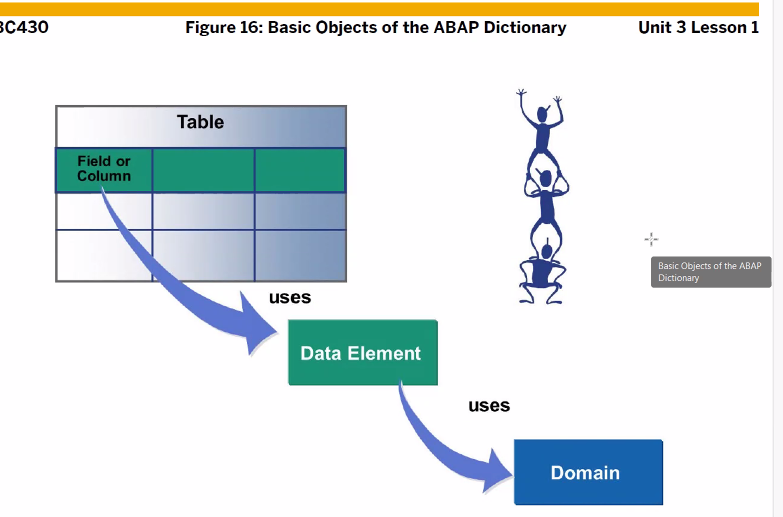 BC430
Figure 16: Basic Objects of the ABAP Dictionary
Unit 3 Lesson 1
Table
Field or
Column
Basic Objects of the ABAP
Dictionary
uses
Data Element
uses
Domain